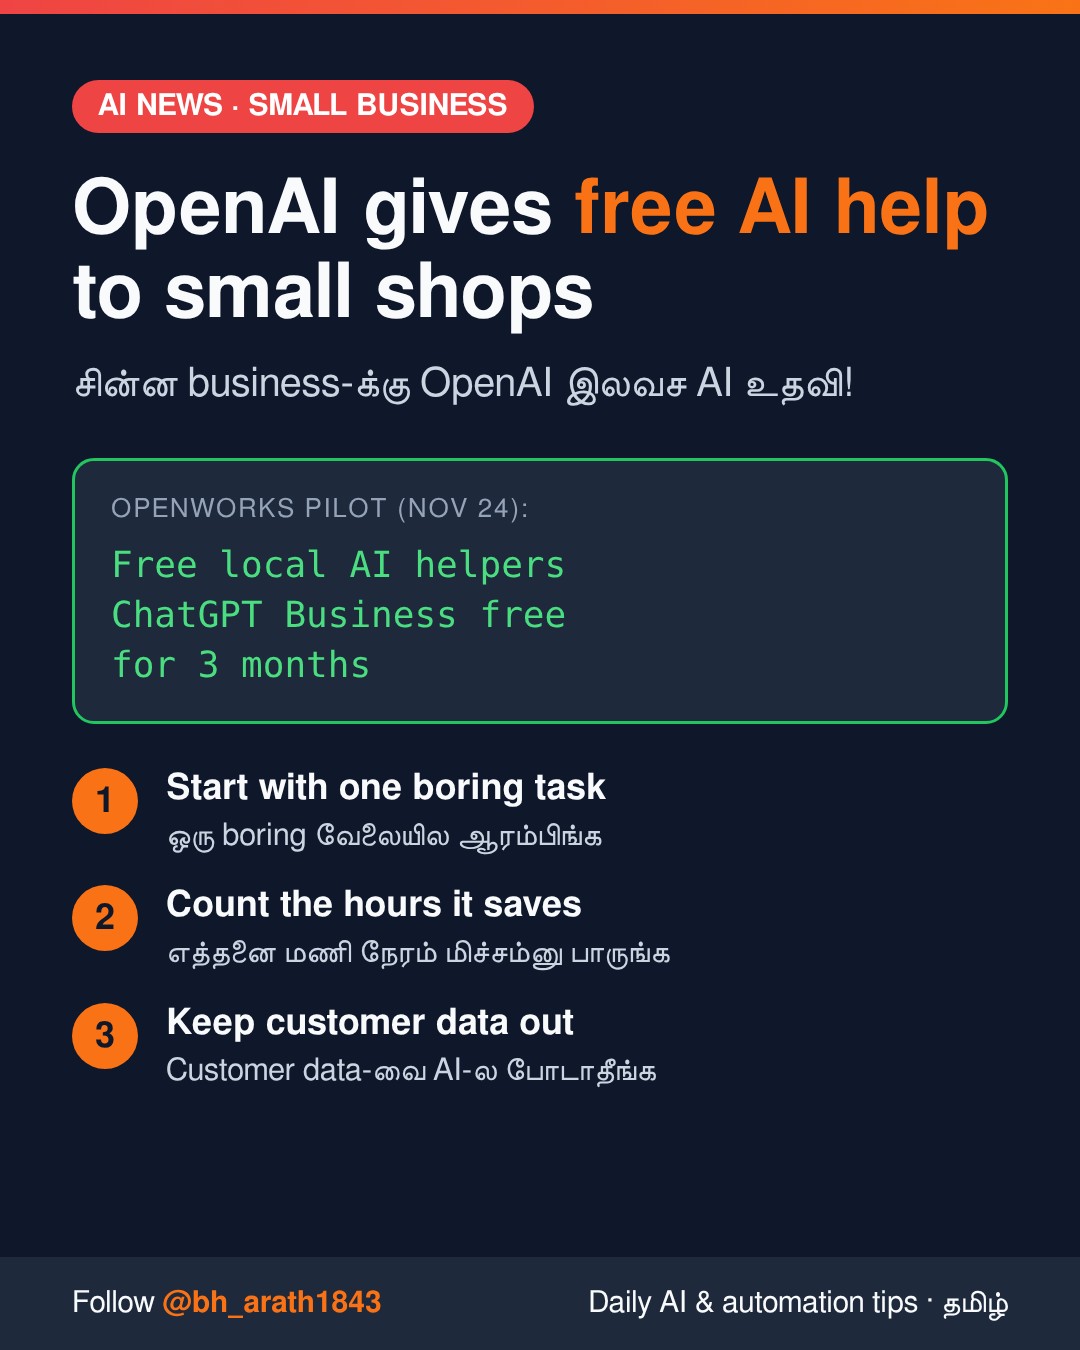 AI NEWS · SMALL BUSINESS
OpenAI gives free AI help
to small shops
சின்ன business-க்கு OpenAI இலவச AI உதவி!
OPENWORKS PILOT (NOV 24):
Free local AI helpers
ChatGPT Business free
for 3 months
1 Start with one boring task
ஒரு boring வேலையில ஆரம்பிங்க
2 Count the hours it saves
எத்தனை மணி நேரம் மிச்சம்னு பாருங்க
3 Keep customer data out
Customer data-வை AI-ல போடாதீங்க
Follow @bh_arath1843
Daily AI & automation tips · தமிழ்